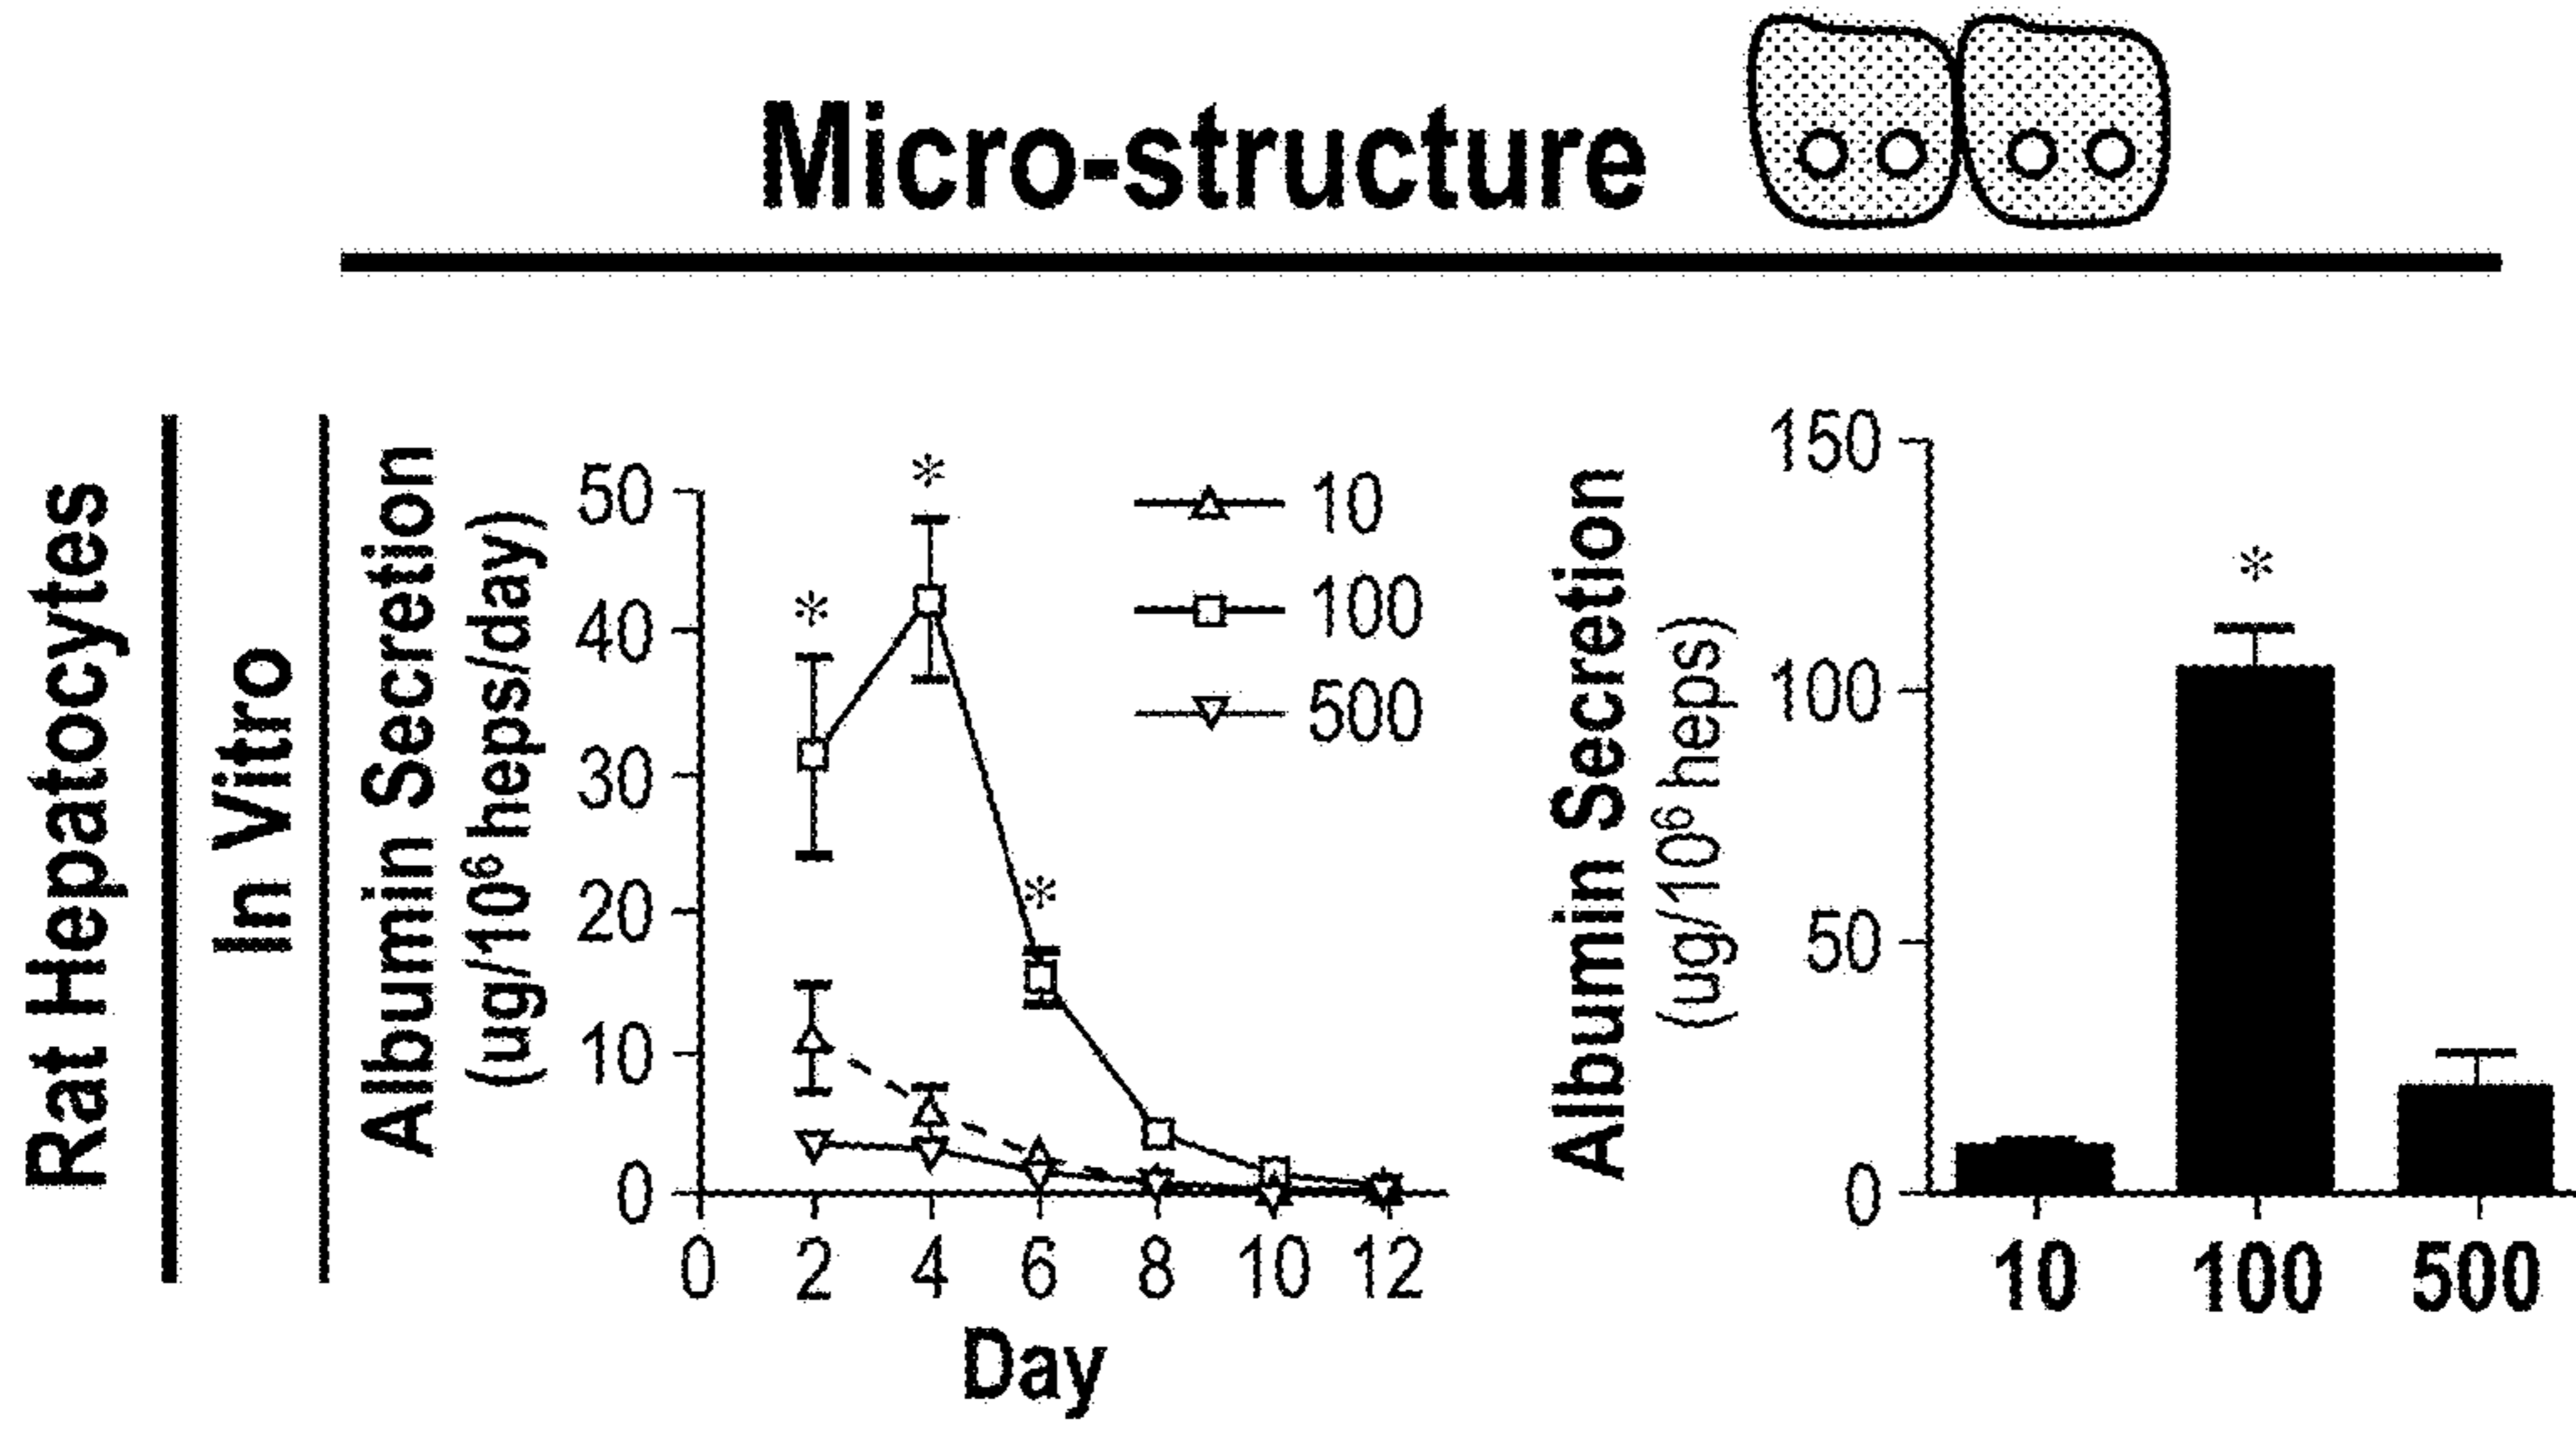 Micro-structure
Rat Hepatocytes
In Vitro
Albumin Secretion
(ug/10⁶ heps/day)
50
40
30
20
10
0
*
*
*
10
100
500
0 2 4 6 8 10 12
Day
Albumin Secretion
(ug/10⁶ heps)
150
100
50
0
*
10 100 500